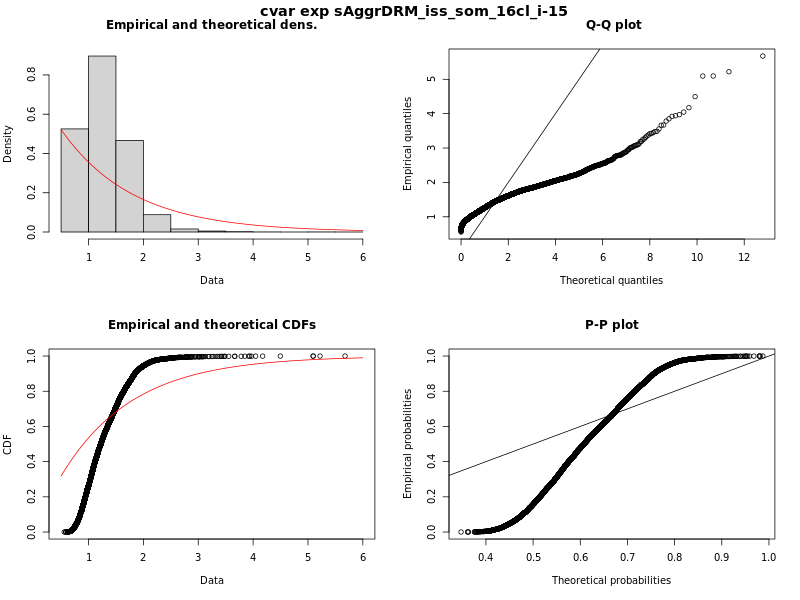 cvar exp sAggrDRM_iss_som_16cl_i-15
Empirical and theoretical dens.
Density
0.0 0.2 0.4 0.6 0.8
1 2 3 4 5 6
Data
Q-Q plot
Empirical quantiles
1 2 3 4 5
0 2 4 6 8 10 12
Theoretical quantiles
Empirical and theoretical CDFs
CDF
0.0 0.2 0.4 0.6 0.8 1.0
1 2 3 4 5 6
Data
P-P plot
Empirical probabilities
0.0 0.2 0.4 0.6 0.8 1.0
0.4 0.5 0.6 0.7 0.8 0.9 1.0
Theoretical probabilities